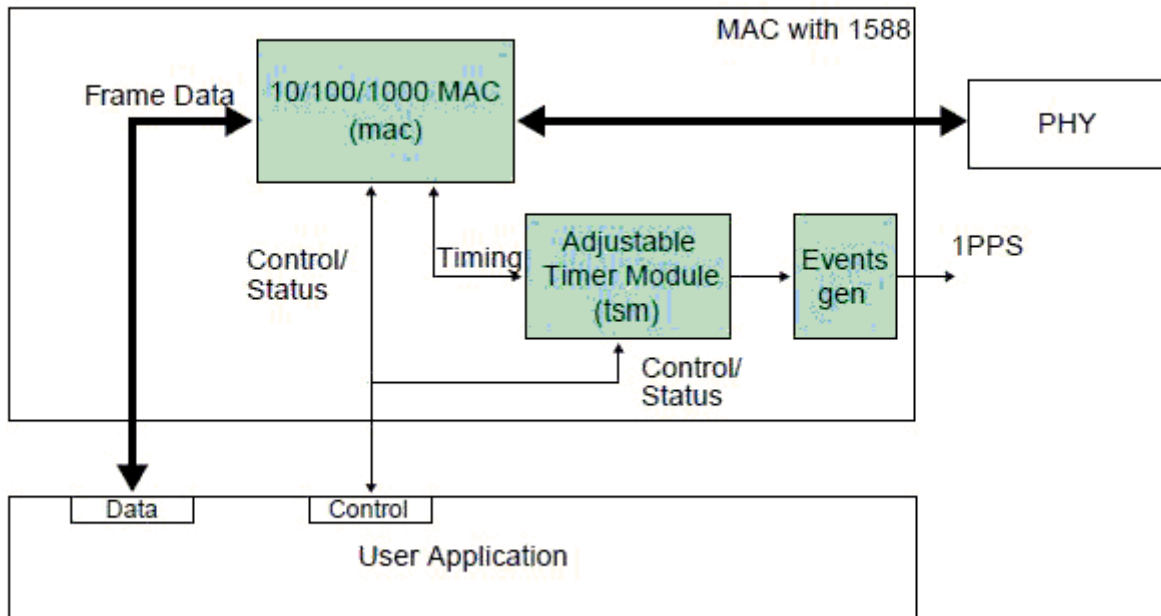 MAC with 1588
10/100/1000 MAC
(mac)
Frame Data
PHY
Control/
Status
Timing
Adjustable
Timer Module
(tsm)
Events
gen
1PPS
Control/
Status
Data
Control
User Application